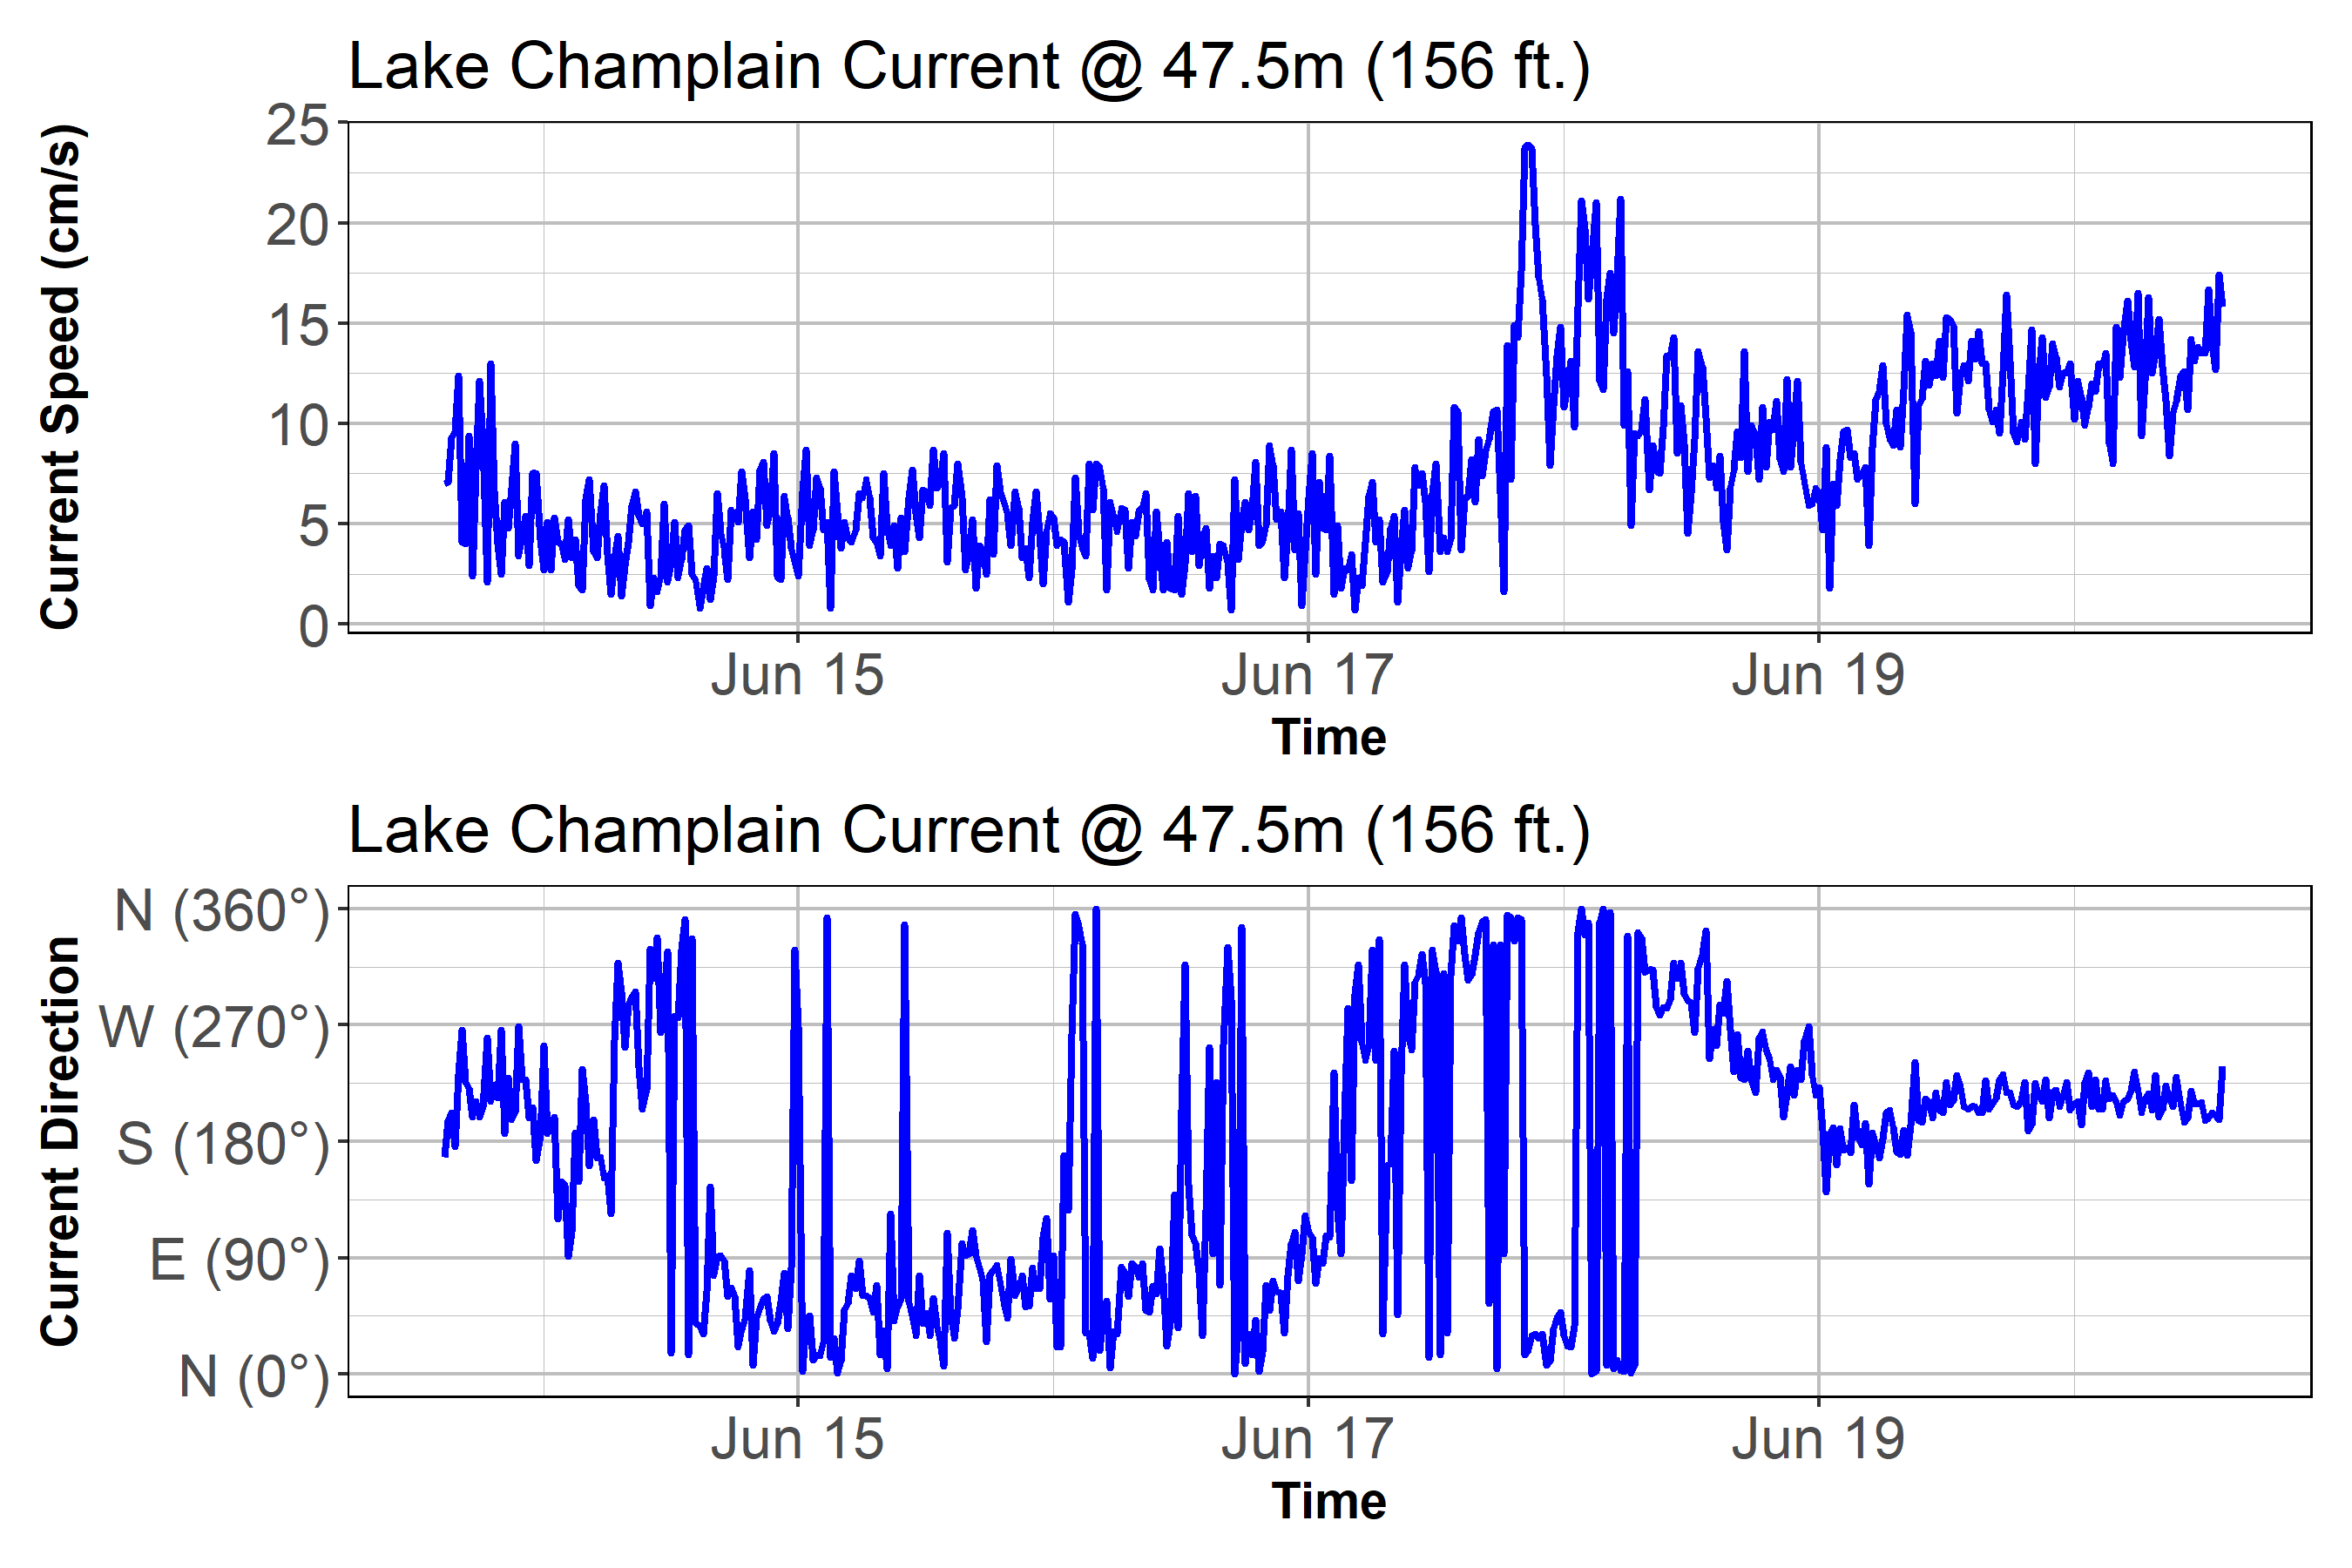 Lake Champlain Current @ 47.5m (156 ft.)
Current Speed (cm/s)
25
20
15
10
5
0
Jun 15
Jun 17
Jun 19
Time
Lake Champlain Current @ 47.5m (156 ft.)
Current Direction
N (360°)
W (270°)
S (180°)
E (90°)
N (0°)
Jun 15
Jun 17
Jun 19
Time